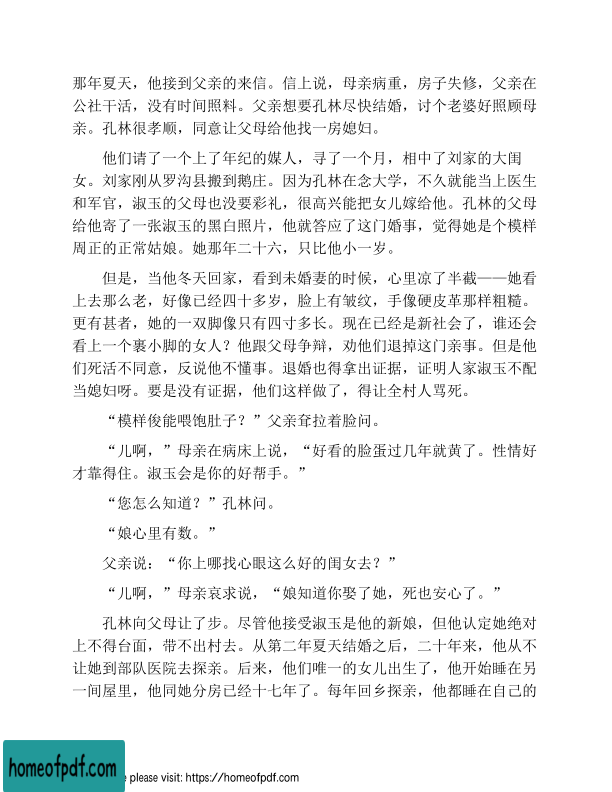 那年夏天，他接到父亲的来信。信上说，母亲病重，房子失修，父亲在
公社干活，没有时间照料。父亲想要孔林尽快结婚，讨个老婆好照顾母
亲。孔林很孝顺，同意让父母给他找一房媳妇。
他们请了一个上了年纪的媒人，寻了一个月，相中了刘家的大闺
女。刘家刚从罗沟县搬到鹅庄。因为孔林在念大学，不久就能当上医生
和军官，淑玉的父母也没要彩礼，很高兴能把女儿嫁给他。孔林的父母
给他寄了一张淑玉的黑白照片，他就答应了这门婚事，觉得她是个模样
周正的正常姑娘。她那年二十六，只比他小一岁。
但是，当他冬天回家，看到未婚妻的时候，心里凉了半截——她看
上去那么老，好像已经四十多岁，脸上有皱纹，手像硬皮革那样粗糙。
更有甚者，她的一双脚像只有四寸多长。现在已经是新社会了，谁还会
看上一个裹小脚的女人？他跟父母争辩，劝他们退掉这门亲事。但是他
们死活不同意，反说他不懂事。退婚也得拿出证据，证明人家淑玉不配
当媳妇呀。要是没有证据，他们这样做了，得让全村人骂死。
“模样俊能喂饱肚子？”父亲耷拉着脸问。
“儿啊，”母亲在病床上说，“好看的脸蛋过几年就黄了。性情好
才靠得住。淑玉会是你的好帮手。”
“您怎么知道？”孔林问。
“娘心里有数。”
父亲说：“你上哪找心眼这么好的闺女去？”
“儿啊，”母亲哀求说，“娘知道你娶了她，死也安心了。”
孔林向父母让了步。尽管他接受淑玉是他的新娘，但他认定她绝对
上不得台面，带不出村去。从第二年夏天结婚之后，二十年来，他从不
让她到部队医院去探亲。后来，他们唯一的女儿出生了，他开始睡在另
一间屋里，他同她分房已经十七年了。每年回乡探亲，他都睡在自己的
homeofpdf.com
e please visit: https://homeofpdf.com